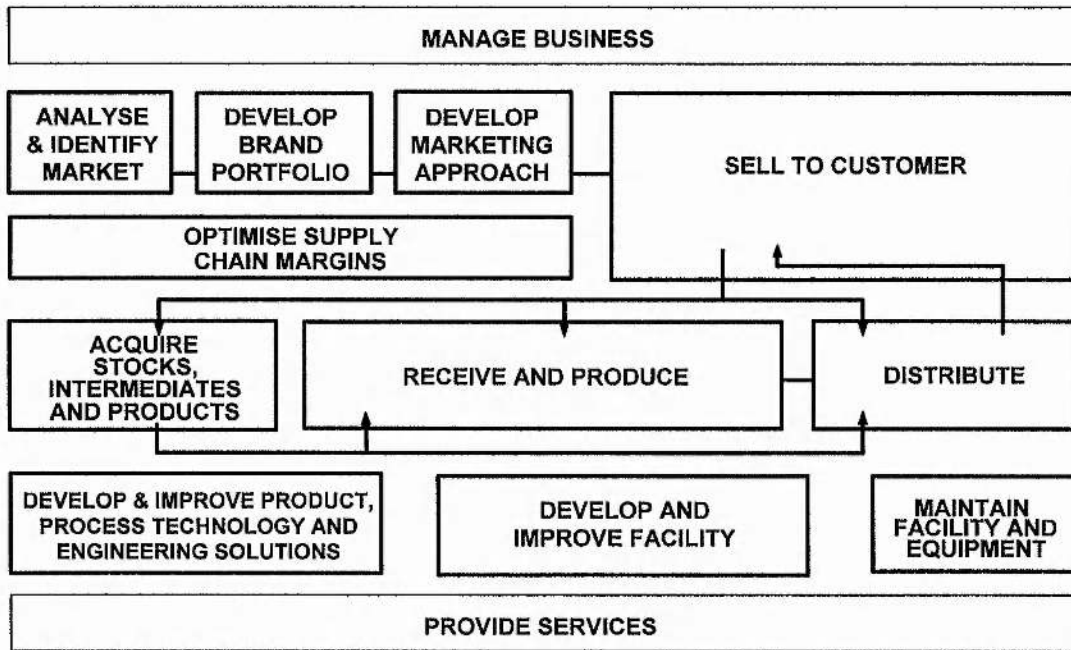 MANAGE BUSINESS
ANALYSE
& IDENTIFY
MARKET
DEVELOP
BRAND
PORTFOLIO
DEVELOP
MARKETING
APPROACH
SELL TO CUSTOMER
OPTIMISE SUPPLY
CHAIN MARGINS
ACQUIRE
STOCKS,
INTERMEDIATES
AND PRODUCTS
RECEIVE AND PRODUCE
DISTRIBUTE
DEVELOP & IMPROVE PRODUCT,
PROCESS TECHNOLOGY AND
ENGINEERING SOLUTIONS
DEVELOP AND
IMPROVE FACILITY
MAINTAIN
FACILITY AND
EQUIPMENT
PROVIDE SERVICES